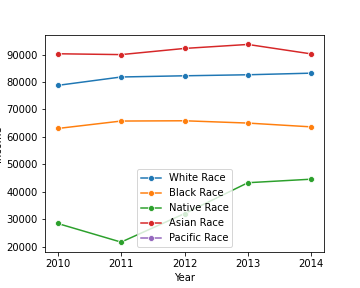 90000
80000
70000
60000
50000
40000
30000
20000
White Race
Black Race
Native Race
Asian Race
Pacific Race
2010 2011 2012 2013 2014
Year